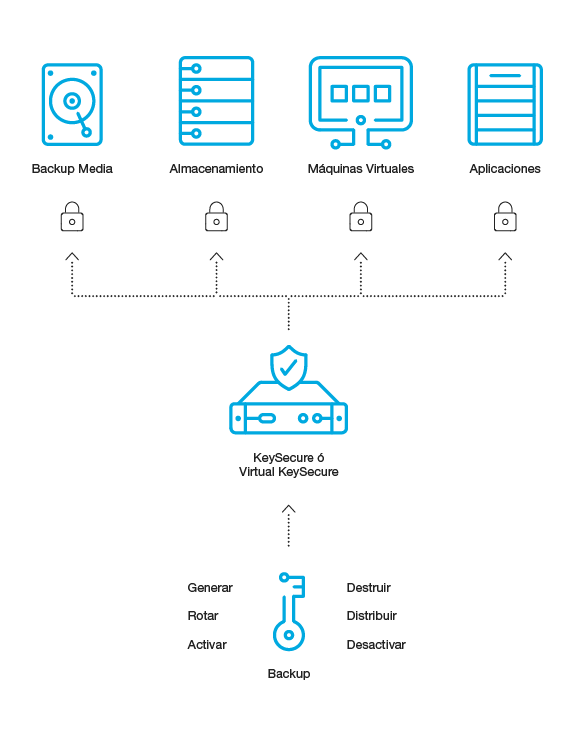 Backup Media
Almacenamiento
Máquinas Virtuales
Aplicaciones
KeySecure ó
Virtual KeySecure
Generar
Destruir
Rotar
Distribuir
Activar
Desactivar
Backup